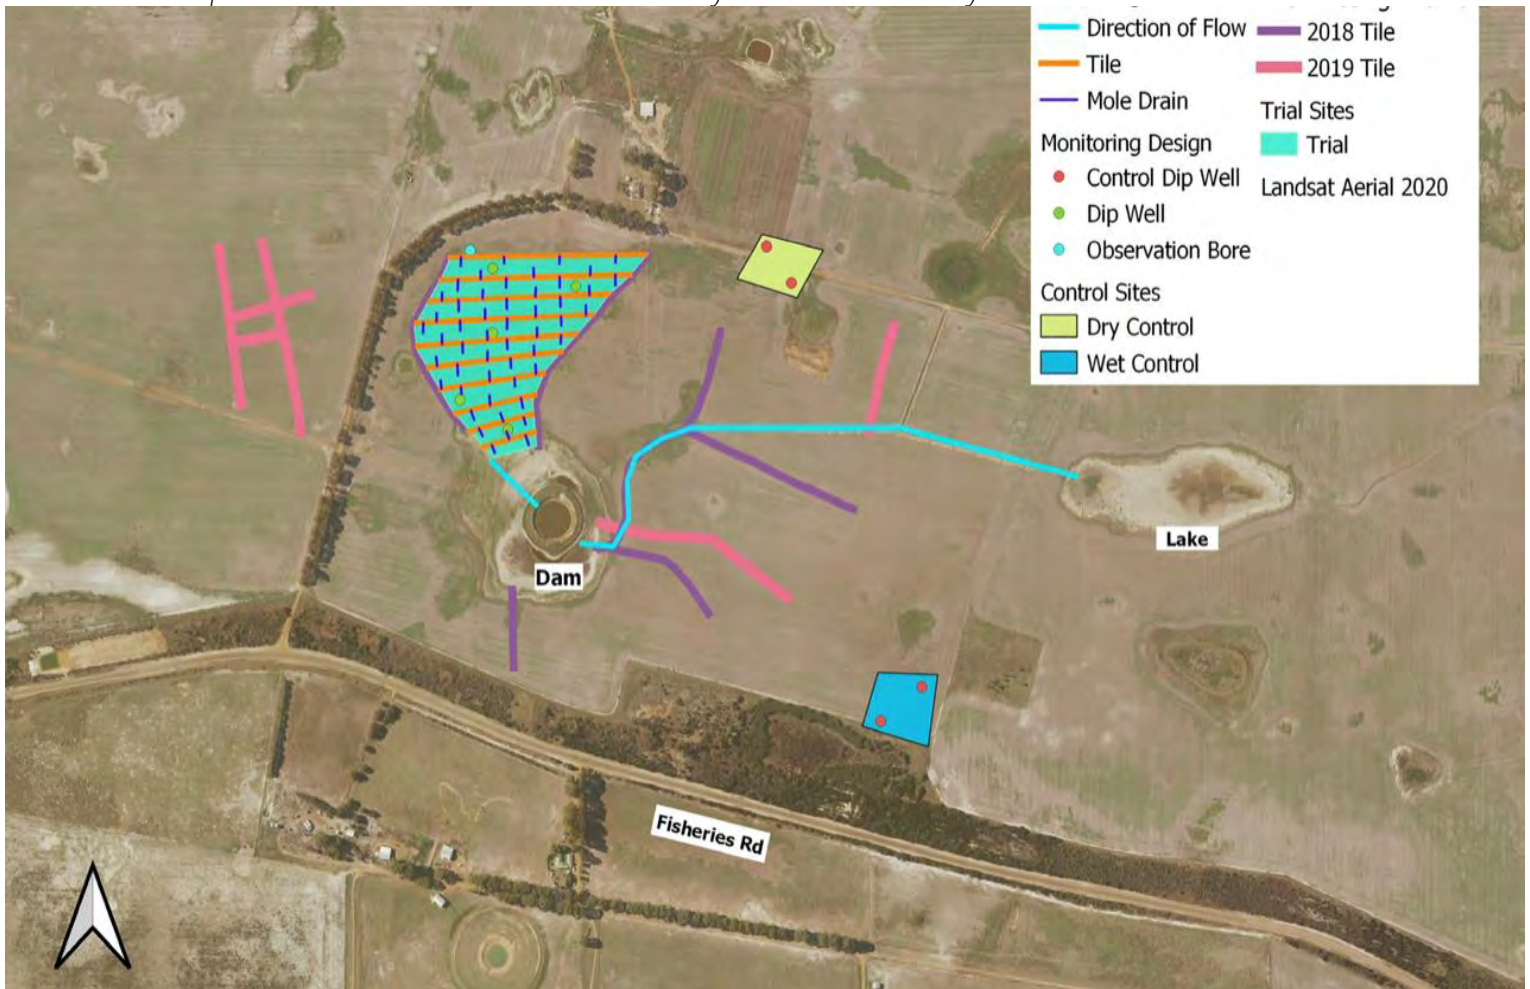 Direction of Flow
Tile
Mole Drain
Monitoring Design
Control Dip Well
Dip Well
Observation Bore
Control Sites
Dry Control
Wet Control
2018 Tile
2019 Tile
Trial Sites
Trial
Landsat Aerial 2020
Lake
Dam
Fisheries Rd